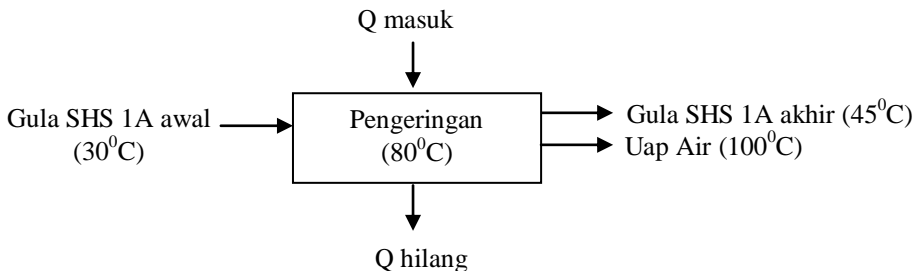 Q masuk
Gula SHS 1A awal
(30⁰C)
Pengeringan
(80⁰C)
Gula SHS 1A akhir (45⁰C)
Uap Air (100⁰C)
Q hilang